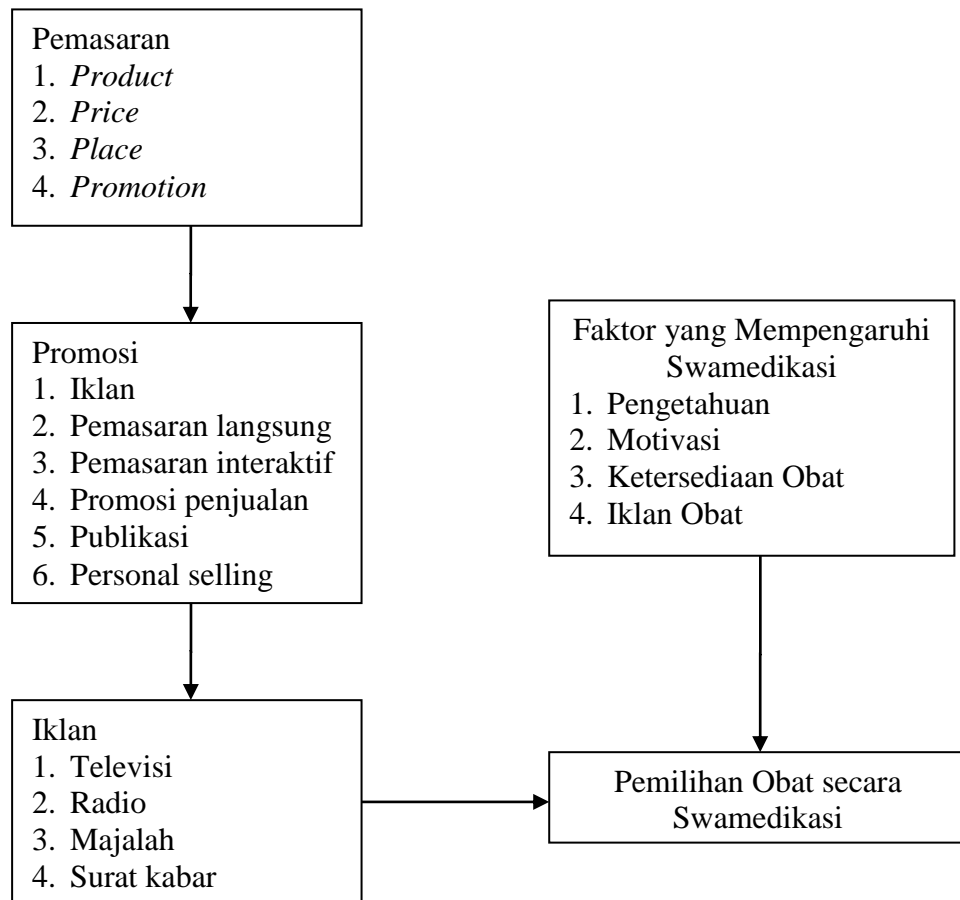 Pemasaran
1. Product
2. Price
3. Place
4. Promotion
Promosi
1. Iklan
2. Pemasaran langsung
3. Pemasaran interaktif
4. Promosi penjualan
5. Publikasi
6. Personal selling
Faktor yang Mempengaruhi
Swamedikasi
1. Pengetahuan
2. Motivasi
3. Ketersediaan Obat
4. Iklan Obat
Iklan
1. Televisi
2. Radio
3. Majalah
4. Surat kabar
Pemilihan Obat secara
Swamedikasi